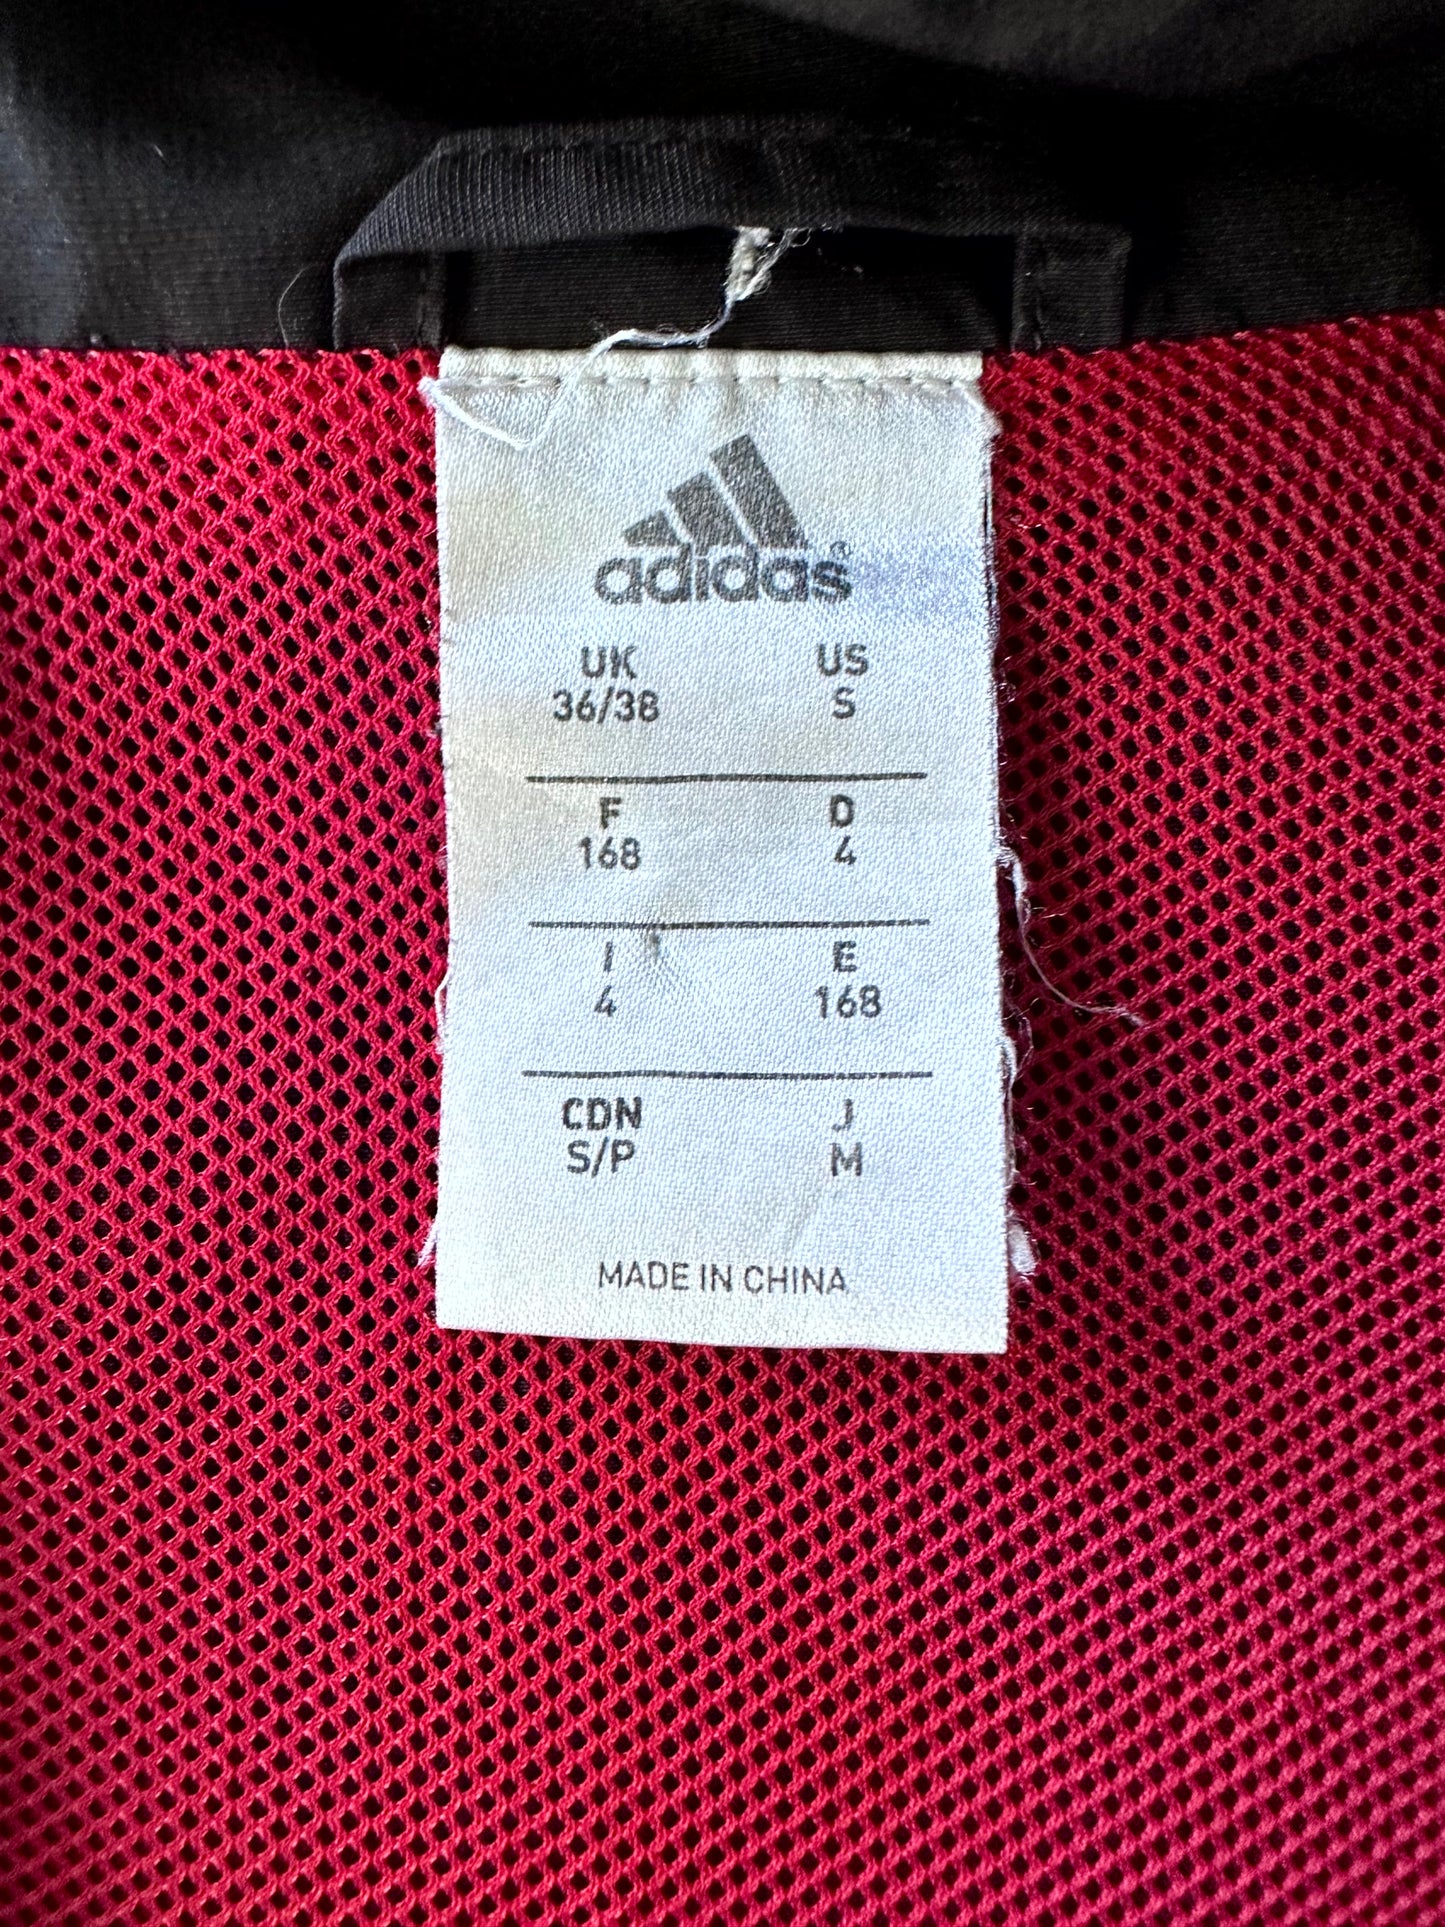 adidas®
UK US
36/38 S
F D
168 4
I E
4 168
CDN J
S/P M
MADE IN CHINA